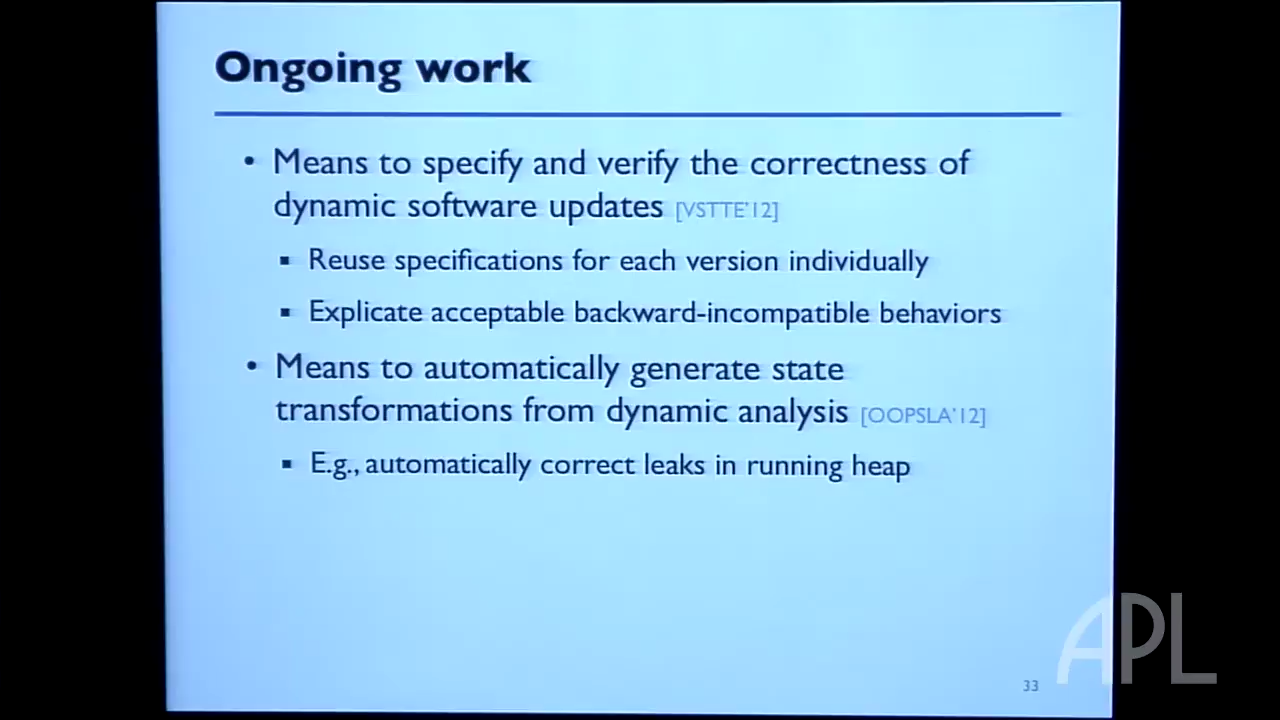 Ongoing work
• Means to specify and verify the correctness of
dynamic software updates [VSTTE'12]
▪ Reuse specifications for each version individually
▪ Explicate acceptable backward-incompatible behaviors
• Means to automatically generate state
transformations from dynamic analysis [OOPSLA'12]
▪ E.g., automatically correct leaks in running heap
33
APL